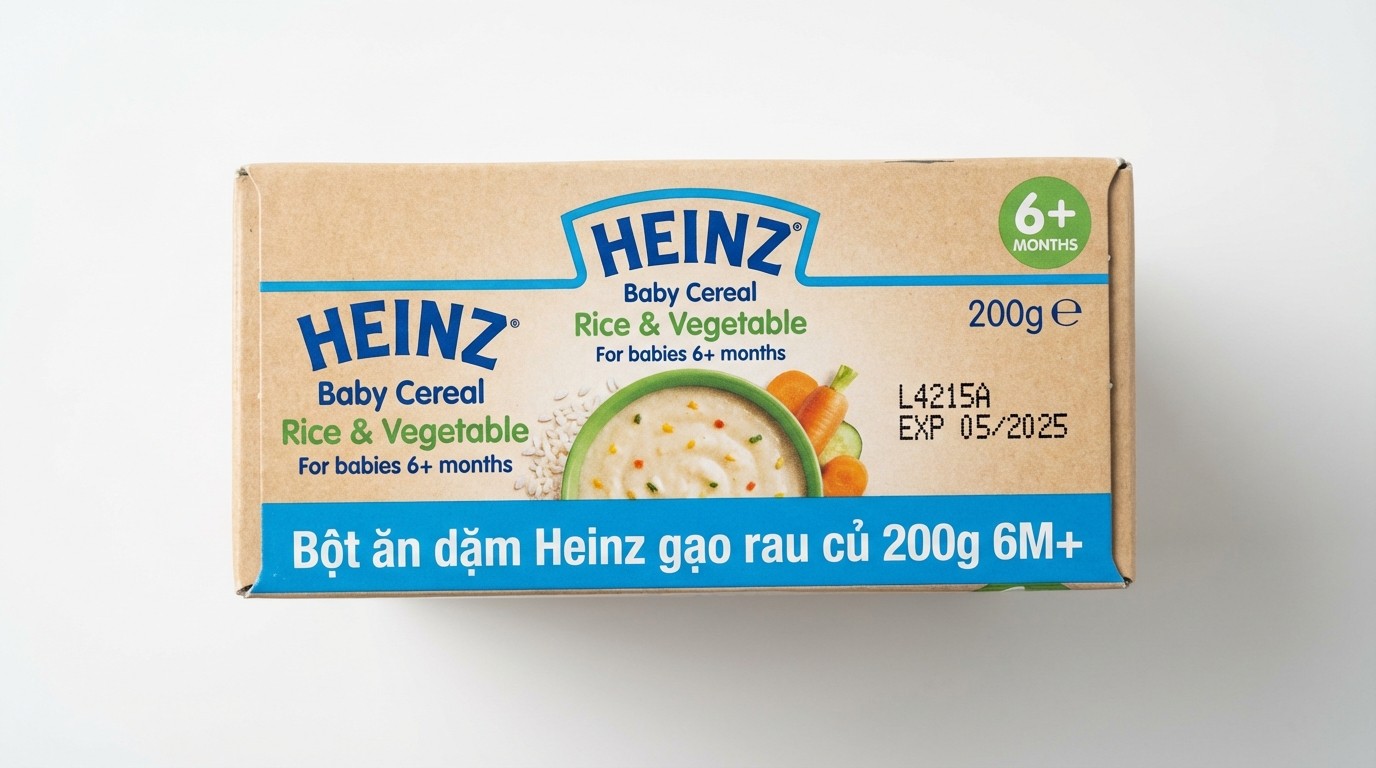 HEINZ®
Baby Cereal
Rice & Vegetable
For babies 6+ months
6+
MONTHS
200g ℮
HEINZ®
Baby Cereal
Rice & Vegetable
For babies 6+ months
L4215A
EXP 05/2025
Bột ăn dặm Heinz gạo rau củ 200g 6M+